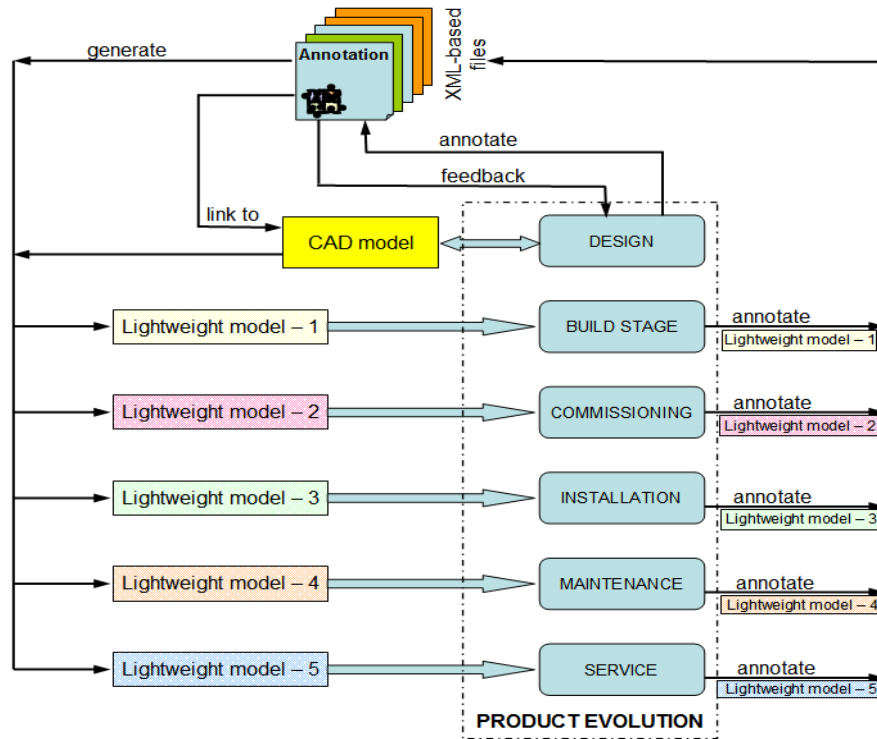 generate
Annotation
XML-based
files
annotate
feedback
link to
CAD model
DESIGN
Lightweight model – 1
BUILD STAGE
annotate
Lightweight model – 1
Lightweight model – 2
COMMISSIONING
annotate
Lightweight model – 2
Lightweight model – 3
INSTALLATION
annotate
Lightweight model – 3
Lightweight model – 4
MAINTENANCE
annotate
Lightweight model – 4
Lightweight model – 5
SERVICE
annotate
Lightweight model – 5
PRODUCT EVOLUTION